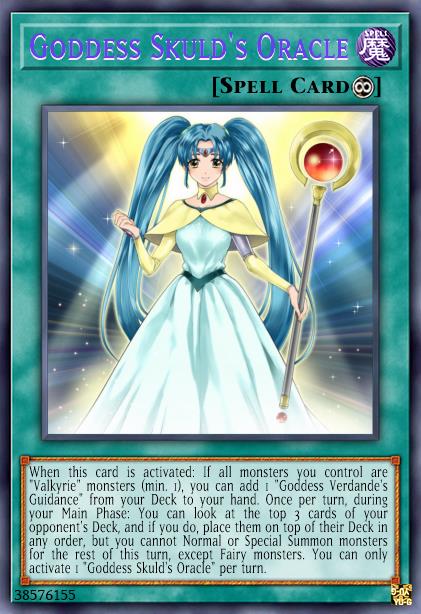 Goddess Skuld's Oracle
SPELL
魔
[Spell Card]
When this card is activated: If all monsters you control are
"Valkyrie" monsters (min. 1), you can add 1 "Goddess Verdande's
Guidance" from your Deck to your hand. Once per turn, during
your Main Phase: You can look at the top 3 cards of your
opponent's Deck, and if you do, place them on top of their Deck in
any order, but you cannot Normal or Special Summon monsters
for the rest of this turn, except Fairy monsters. You can only
activate 1 "Goddess Skuld's Oracle" per turn.
38576155